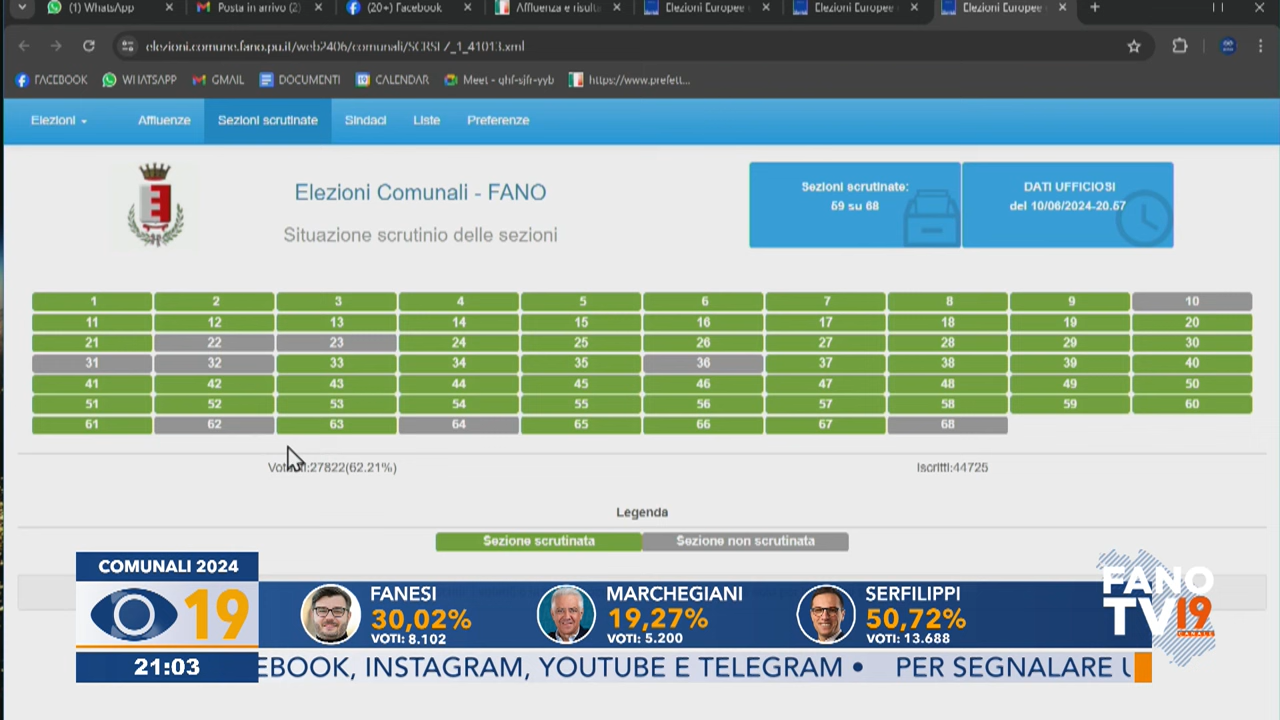 (1) WhatsApp
Posta in arrivo (2)
(20+) Facebook
Affluenza e risulta
Elezioni Europee
Elezioni Europee
Elezioni Europee
elezioni.comune.fano.pu.it/web2406/comunali/SCRSEZ_1_41013.xml
FACEBOOK WHATSAPP GMAIL DOCUMENTI CALENDAR Meet - qhf-sjfr-yyb https://www.prefett...
Elezioni Affluenze Sezioni scrutinate Sindaci Liste Preferenze
Elezioni Comunali - FANO
Situazione scrutinio delle sezioni
Sezioni scrutinate:
59 su 68
DATI UFFICIOSI
del 10/06/2024-20.57
1 2 3 4 5 6 7 8 9 10
11 12 13 14 15 16 17 18 19 20
21 22 23 24 25 26 27 28 29 30
31 32 33 34 35 36 37 38 39 40
41 42 43 44 45 46 47 48 49 50
51 52 53 54 55 56 57 58 59 60
61 62 63 64 65 66 67 68
:27822(62.21%) Iscritti:44725
Legenda
Sezione scrutinata Sezione non scrutinata
COMUNALI 2024
19
FANESI
30,02%
VOTI: 8.102
MARCHEGIANI
19,27%
VOTI: 5.200
SERFILIPPI
50,72%
VOTI: 13.688
FANO
TV19
CANALE
21:03
EBOOK, INSTAGRAM, YOUTUBE E TELEGRAM • PER SEGNALARE